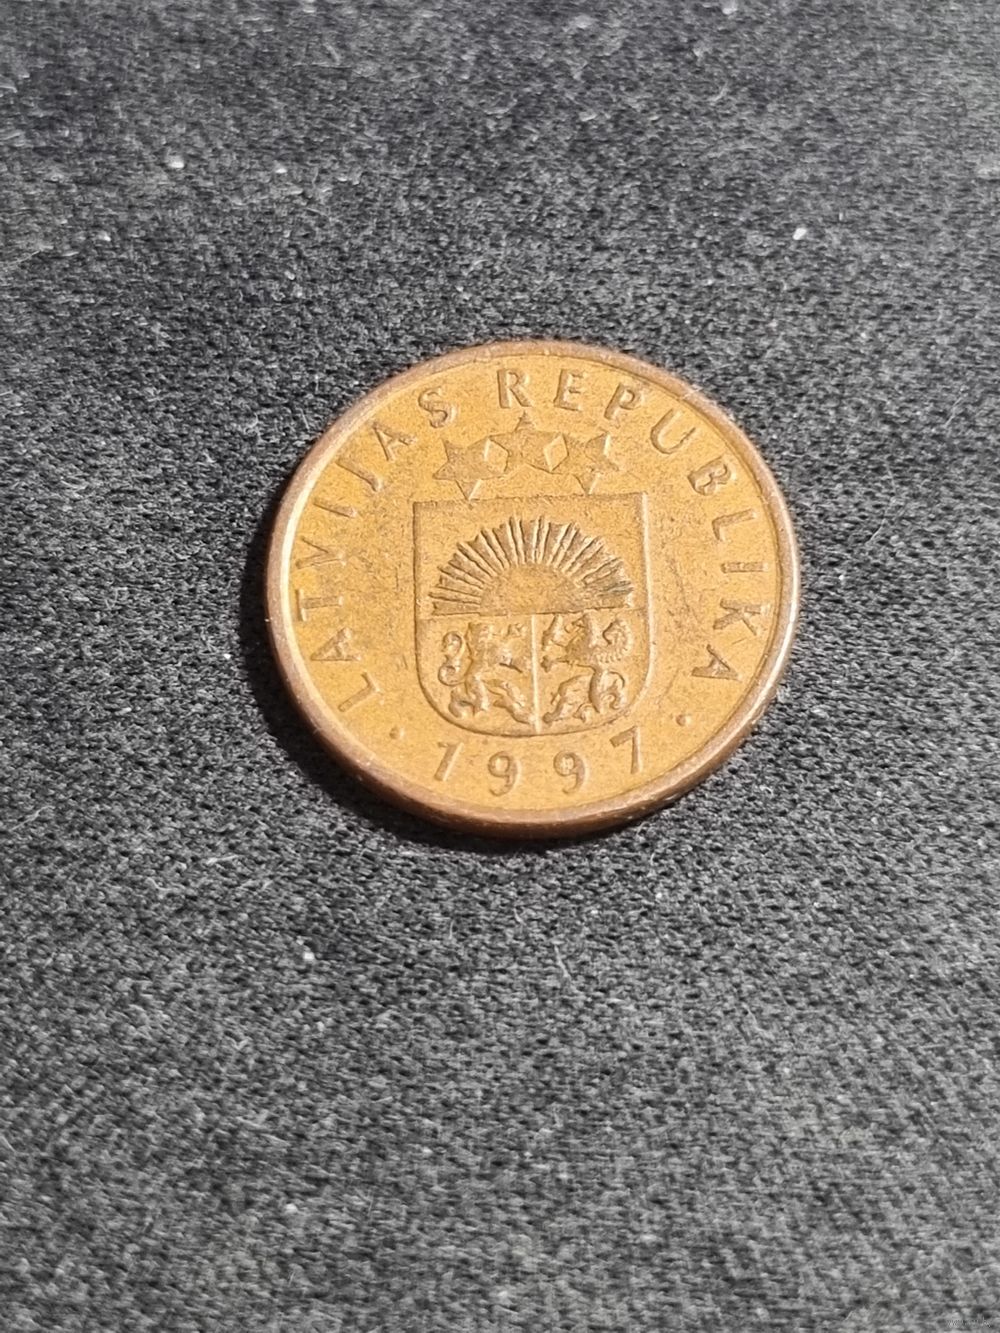 · LATVIJAS REPUBLIKA ·
1997